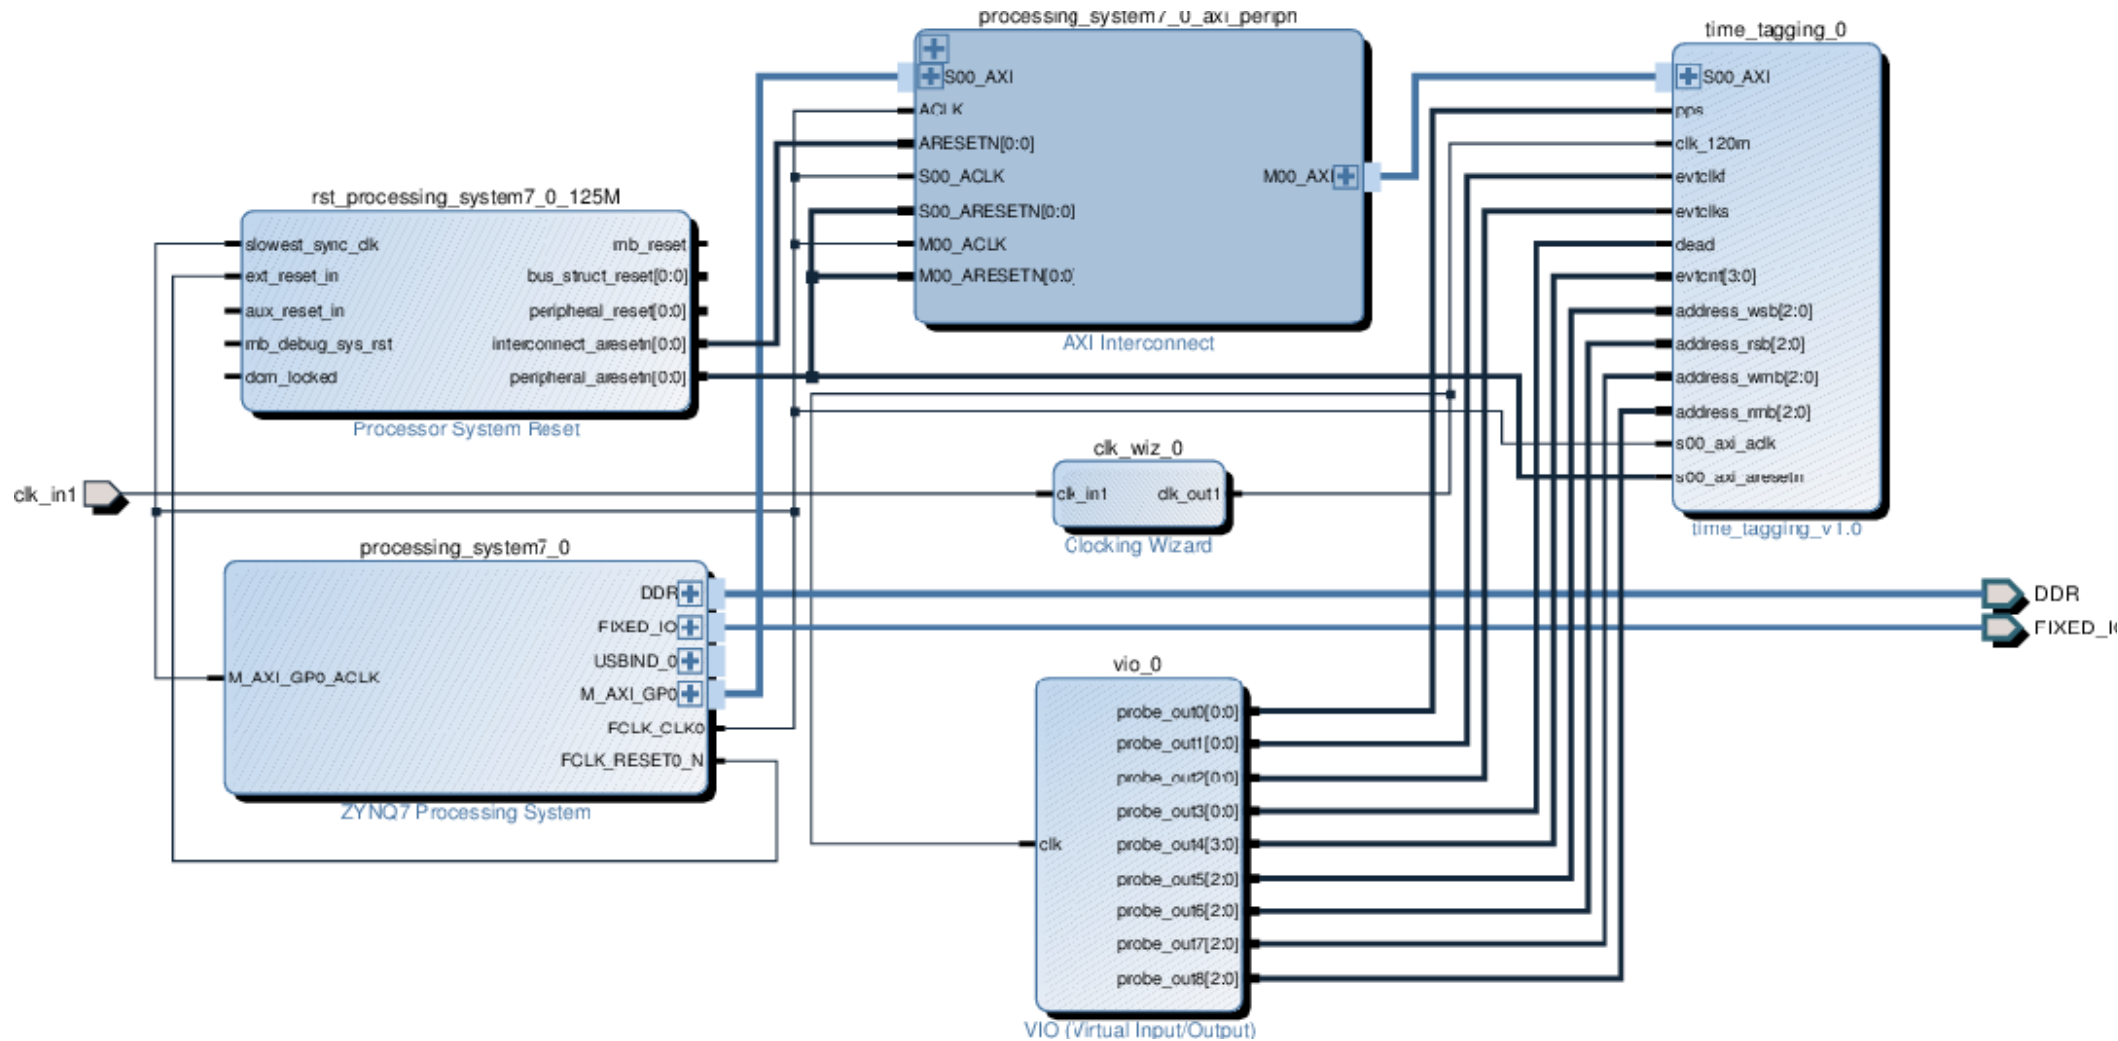 processing_system7_0_axi_periph
S00_AXI
ACLK
ARESETN[0:0]
S00_ACLK
S00_ARESETN[0:0]
M00_ACLK
M00_ARESETN[0:0]
M00_AXI
AXI Interconnect
time_tagging_0
S00_AXI
pps
clk_120m
evtclkf
evtclks
dead
evtcnt[3:0]
address_wsb[2:0]
address_rsb[2:0]
address_wmb[2:0]
address_rmb[2:0]
s00_axi_aclk
s00_axi_aresetn
time_tagging_v1.0
rst_processing_system7_0_125M
slowest_sync_clk
ext_reset_in
aux_reset_in
mb_debug_sys_rst
dcm_locked
mb_reset
bus_struct_reset[0:0]
peripheral_reset[0:0]
interconnect_aresetn[0:0]
peripheral_aresetn[0:0]
Processor System Reset
clk_in1
clk_wiz_0
clk_in1
clk_out1
Clocking Wizard
processing_system7_0
M_AXI_GP0_ACLK
DDR
FIXED_IO
USBIND_0
M_AXI_GP0
FCLK_CLK0
FCLK_RESET0_N
ZYNQ7 Processing System
DDR
FIXED_IO
vio_0
clk
probe_out0[0:0]
probe_out1[0:0]
probe_out2[0:0]
probe_out3[0:0]
probe_out4[3:0]
probe_out5[2:0]
probe_out6[2:0]
probe_out7[2:0]
probe_out8[2:0]
VIO (Virtual Input/Output)